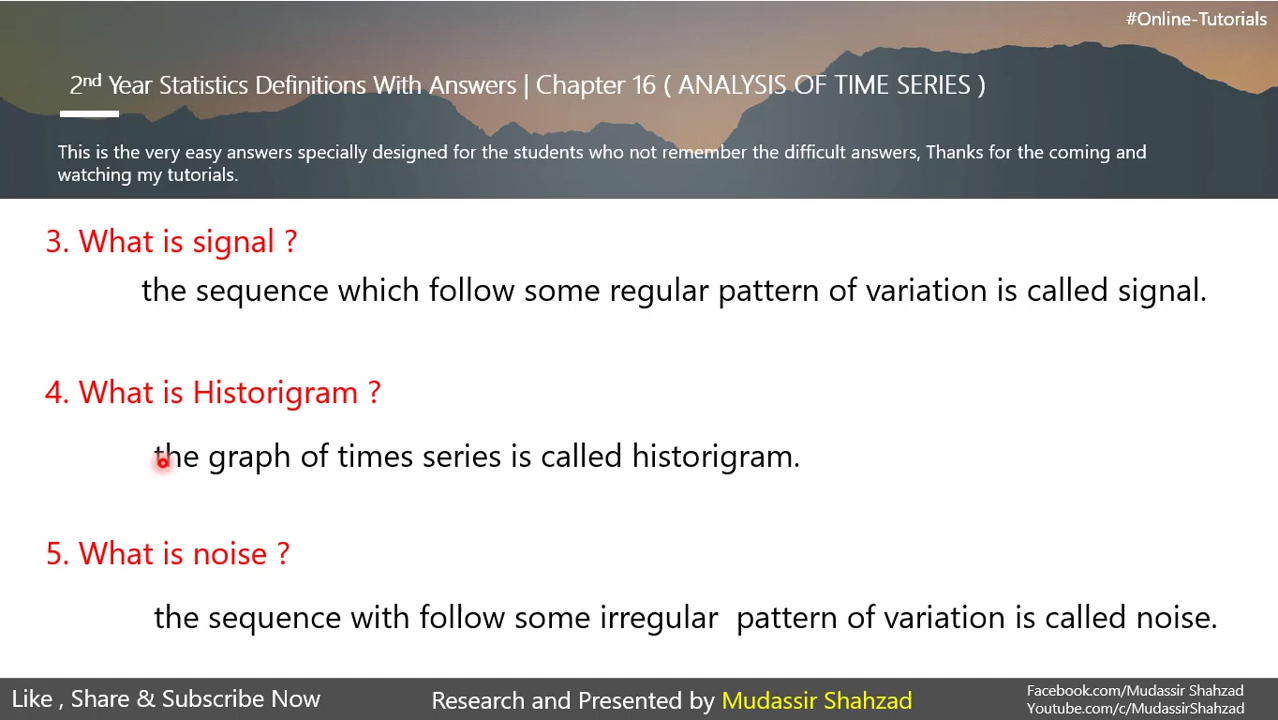 #Online-Tutorials
2nd Year Statistics Definitions With Answers | Chapter 16 ( ANALYSIS OF TIME SERIES )
This is the very easy answers specially designed for the students who not remember the difficult answers, Thanks for the coming and
watching my tutorials.
3. What is signal ?
the sequence which follow some regular pattern of variation is called signal.
4. What is Historigram ?
the graph of times series is called historigram.
5. What is noise ?
the sequence with follow some irregular pattern of variation is called noise.
Like , Share & Subscribe Now
Research and Presented by Mudassir Shahzad
Facebook.com/Mudassir Shahzad
Youtube.com/c/MudassirShahzad